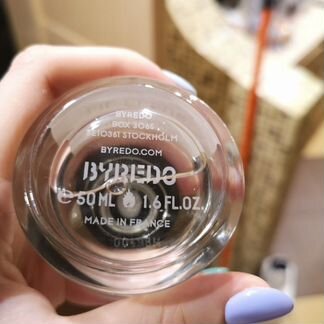 BYREDO
BOX 3065
SE10361 STOCKHOLM
BYREDO.COM
BYREDO
e 50 ML 1.6 FL.OZ.
MADE IN FRANCE